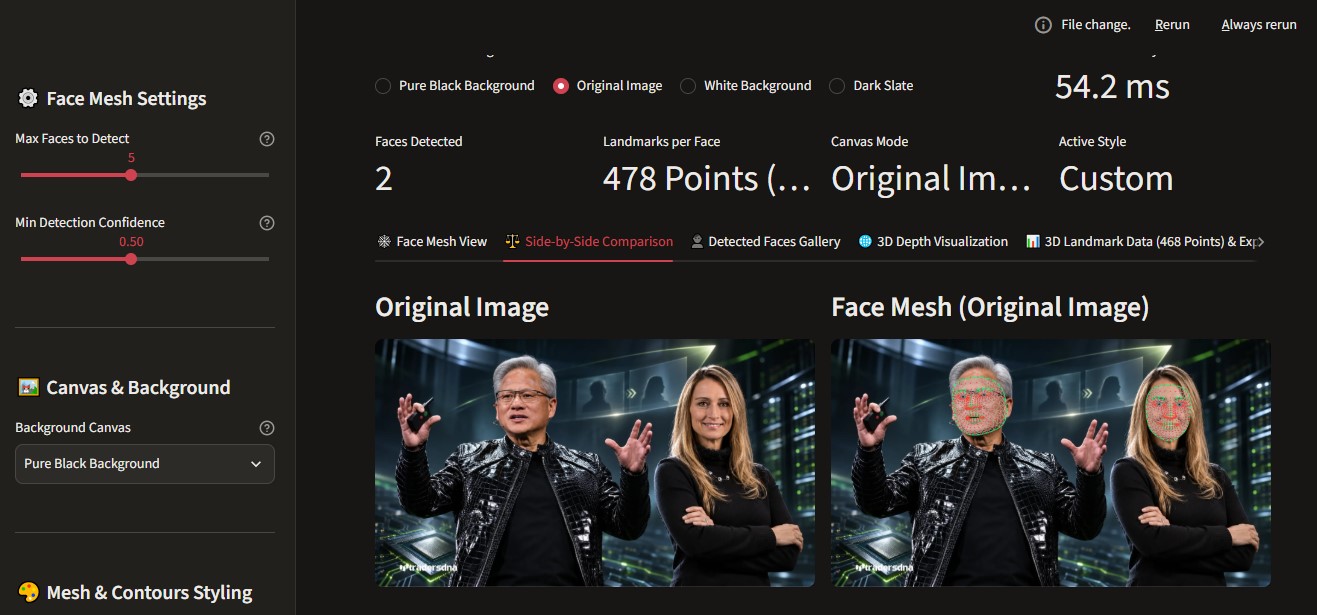 File change. Rerun Always rerun
Face Mesh Settings
Max Faces to Detect
5
Min Detection Confidence
0.50
Canvas & Background
Background Canvas
Pure Black Background
Mesh & Contours Styling
Pure Black Background Original Image White Background Dark Slate
54.2 ms
Faces Detected Landmarks per Face Canvas Mode Active Style
2 478 Points (... Original Im... Custom
Face Mesh View Side-by-Side Comparison Detected Faces Gallery 3D Depth Visualization 3D Landmark Data (468 Points) & Exp
Original Image Face Mesh (Original Image)
tradersdna tradersdna